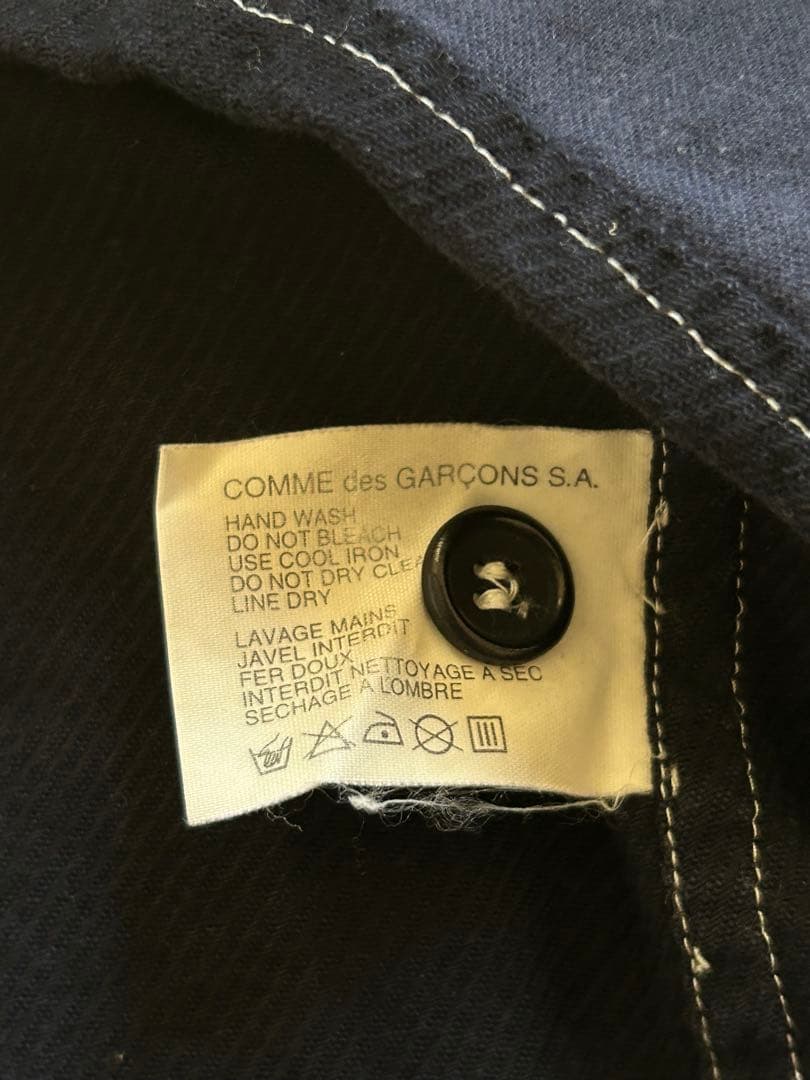 COMME des GARÇONS S.A.
HAND WASH
DO NOT BLEACH
USE COOL IRON
DO NOT DRY CLEA
LINE DRY
LAVAGE MAINS
JAVEL INTERDIT
FER DOUX
INTERDIT NETTOYAGE A SEC
SECHAGE A L'OMBRE